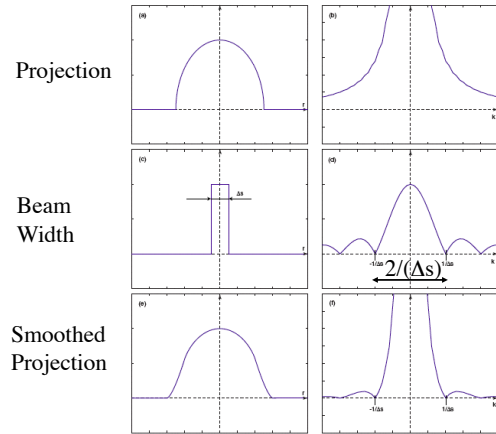 (a)
(b)
Projection
r
k
(c)
(d)
Δs
Beam
Width
r
k
-1/Δs
1/Δs
2/(Δs)
(e)
(f)
Smoothed
Projection
r
k
-1/Δs
1/Δs